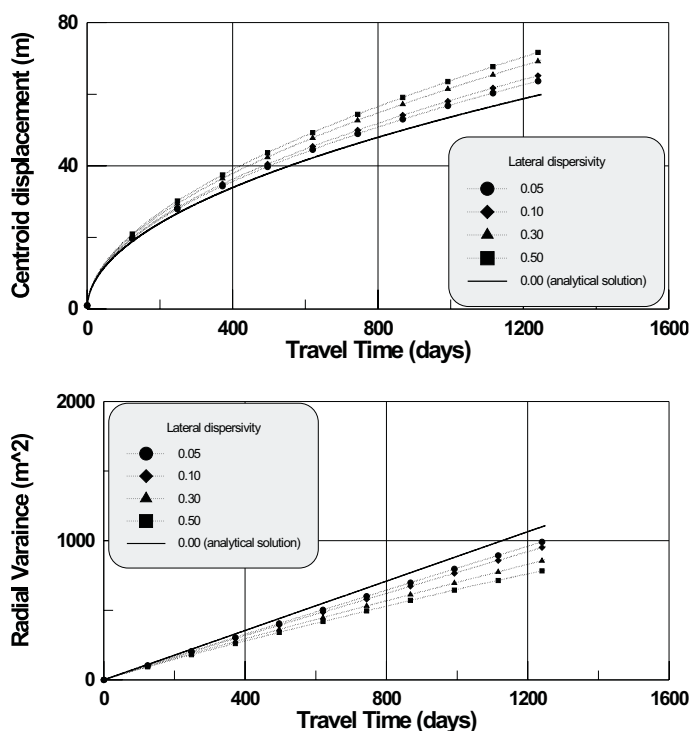 80
Centroid displacement (m)
40
0
Lateral dispersivity
0.05
0.10
0.30
0.50
0.00 (analytical solution)
0 400 800 1200 1600
Travel Time (days)
2000
Radial Varaince (m^2)
1000
0
Lateral dispersivity
0.05
0.10
0.30
0.50
0.00 (analytical solution)
0 400 800 1200 1600
Travel Time (days)